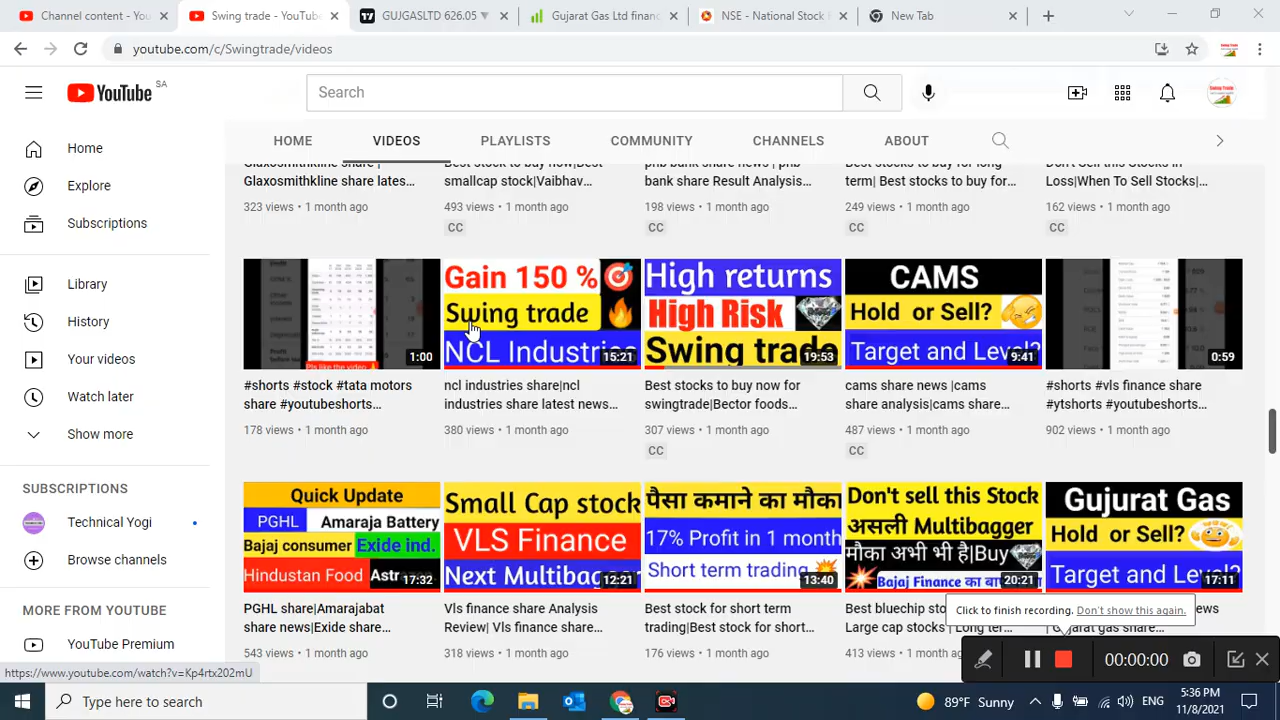 Channel content - Yo
Swing trade - YouTube
GUJGASLTD 626.05 ▼
Gujarat Gas Ltd financ
NSE - National Stock
New Tab
youtube.com/c/Swingtrade/videos
YouTube SA
Search
HOME VIDEOS PLAYLISTS COMMUNITY CHANNELS ABOUT
Home
Explore
Subscriptions
Library
History
Your videos
Watch later
Show more
SUBSCRIPTIONS
Technical Yogi
Browse channels
MORE FROM YOUTUBE
YouTube Premium
Glaxosmithkline share |
Glaxosmithkline share lates...
323 views • 1 month ago
Best stock to buy now|Best
smallcap stock|Vaibhav...
493 views • 1 month ago
CC
pnb bank share news | pnb
bank share Result Analysis...
198 views • 1 month ago
CC
Best stocks to buy for long
term| Best stocks to buy for...
249 views • 1 month ago
CC
Don't Sell this Stocks in
Loss|When To Sell Stocks|...
162 views • 1 month ago
CC
1:00
#shorts #stock #tata motors
share #youtubeshorts...
178 views • 1 month ago
Gain 150 %
Swing trade
NCL Industries
15:21
ncl industries share|ncl
industries share latest news...
380 views • 1 month ago
High returns
High Risk
Swing trade
19:53
Best stocks to buy now for
swingtrade|Bector foods...
307 views • 1 month ago
CC
CAMS
Hold or Sell?
Target and Level?
9:41
cams share news |cams
share analysis|cams share...
487 views • 1 month ago
CC
0:59
#shorts #vls finance share
#ytshorts #youtubeshorts...
902 views • 1 month ago
Quick Update
PGHL Amaraja Battery
Bajaj consumer Exide ind.
Hindustan Food Ast
17:32
PGHL share|Amarajabat
share news|Exide share...
543 views • 1 month ago
Small Cap stock
VLS Finance
Next Multibag
12:21
Vls finance share Analysis
Review| Vls finance share...
318 views • 1 month ago
पैसा कमाने का मौका
17% Profit in 1 month
Short term trading
13:40
Best stock for short term
trading|Best stock for short...
176 views • 1 month ago
Don't sell this Stock
असली Multibagger
मौका अभी भी है|Buy
Bajaj Finance का बा
20:21
Best bluechip sto
Large cap stocks | Long ter
413 views • 1 month ago
Gujurat Gas
Hold or Sell?
Target and Level?
17:11
ews
| Gujarat gas share...
Click to finish recording. Don't show this again.
00:00:00
https://www.youtube.com/watch?v=Kp4rtx202mU
Type here to search
89°F Sunny
ENG
5:36 PM
11/8/2021